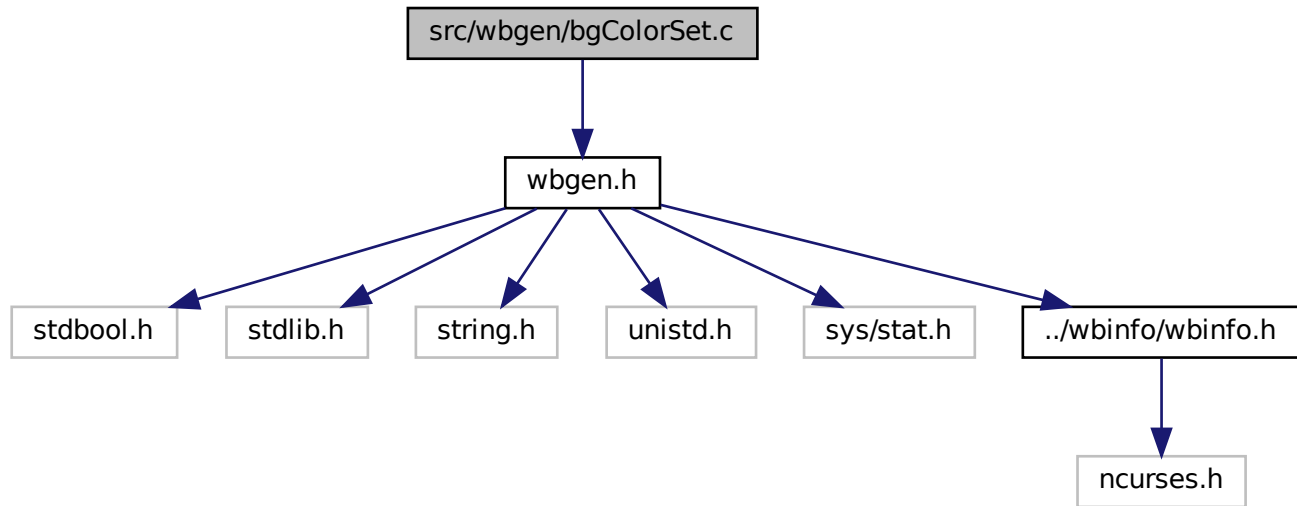 src/wbgen/bgColorSet.c
wbgen.h
stdbool.h
stdlib.h
string.h
unistd.h
sys/stat.h
../wbinfo/wbinfo.h
ncurses.h